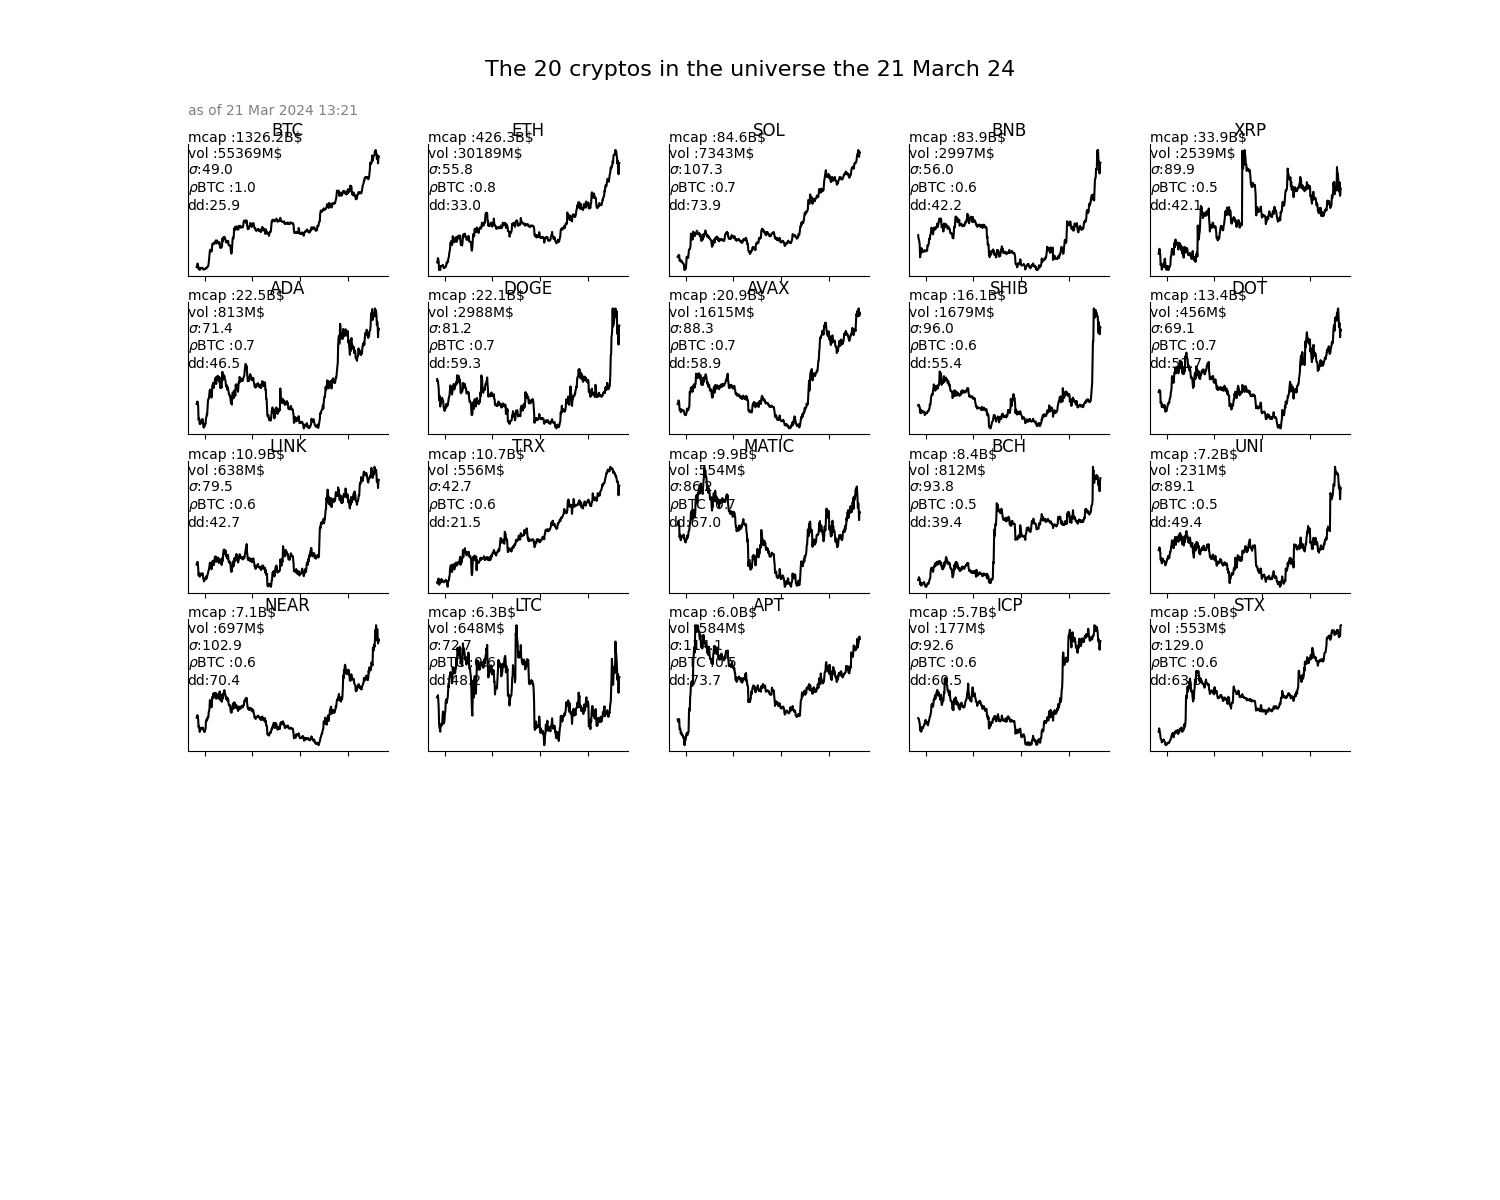 The 20 cryptos in the universe the 21 March 24
as of 21 Mar 2024 13:21
BTC
mcap :1326.2B$
vol :55369M$
σ:49.0
ρBTC :1.0
dd:25.9
ETH
mcap :426.3B$
vol :30189M$
σ:55.8
ρBTC :0.8
dd:33.0
SOL
mcap :84.6B$
vol :7343M$
σ:107.3
ρBTC :0.7
dd:73.9
BNB
mcap :83.9B$
vol :2997M$
σ:56.0
ρBTC :0.6
dd:42.2
XRP
mcap :33.9B$
vol :2539M$
σ:89.9
ρBTC :0.5
dd:42.1
ADA
mcap :22.5B$
vol :813M$
σ:71.4
ρBTC :0.7
dd:46.5
DOGE
mcap :22.1B$
vol :2988M$
σ:81.2
ρBTC :0.7
dd:59.3
AVAX
mcap :20.9B$
vol :1615M$
σ:88.3
ρBTC :0.7
dd:58.9
SHIB
mcap :16.1B$
vol :1679M$
σ:96.0
ρBTC :0.6
dd:55.4
DOT
mcap :13.4B$
vol :456M$
σ:69.1
ρBTC :0.7
LINK
mcap :10.9B$
vol :638M$
σ:79.5
ρBTC :0.6
dd:42.7
TRX
mcap :10.7B$
vol :556M$
σ:42.7
ρBTC :0.6
dd:21.5
MATIC
mcap :9.9B$
vol :554M$
σ:86.2
ρBTC :0.7
dd:67.0
BCH
mcap :8.4B$
vol :812M$
σ:93.8
ρBTC :0.5
dd:39.4
UNI
mcap :7.2B$
vol :231M$
σ:89.1
ρBTC :0.5
dd:49.4
NEAR
mcap :7.1B$
vol :697M$
σ:102.9
ρBTC :0.6
dd:70.4
LTC
mcap :6.3B$
vol :648M$
σ:72.7
ρBTC :0.6
dd:48.2
APT
mcap :6.0B$
vol :584M$
ρBTC :0.5
dd:73.7
ICP
mcap :5.7B$
vol :177M$
σ:92.6
ρBTC :0.6
dd:60.5
STX
mcap :5.0B$
vol :553M$
σ:129.0
ρBTC :0.6